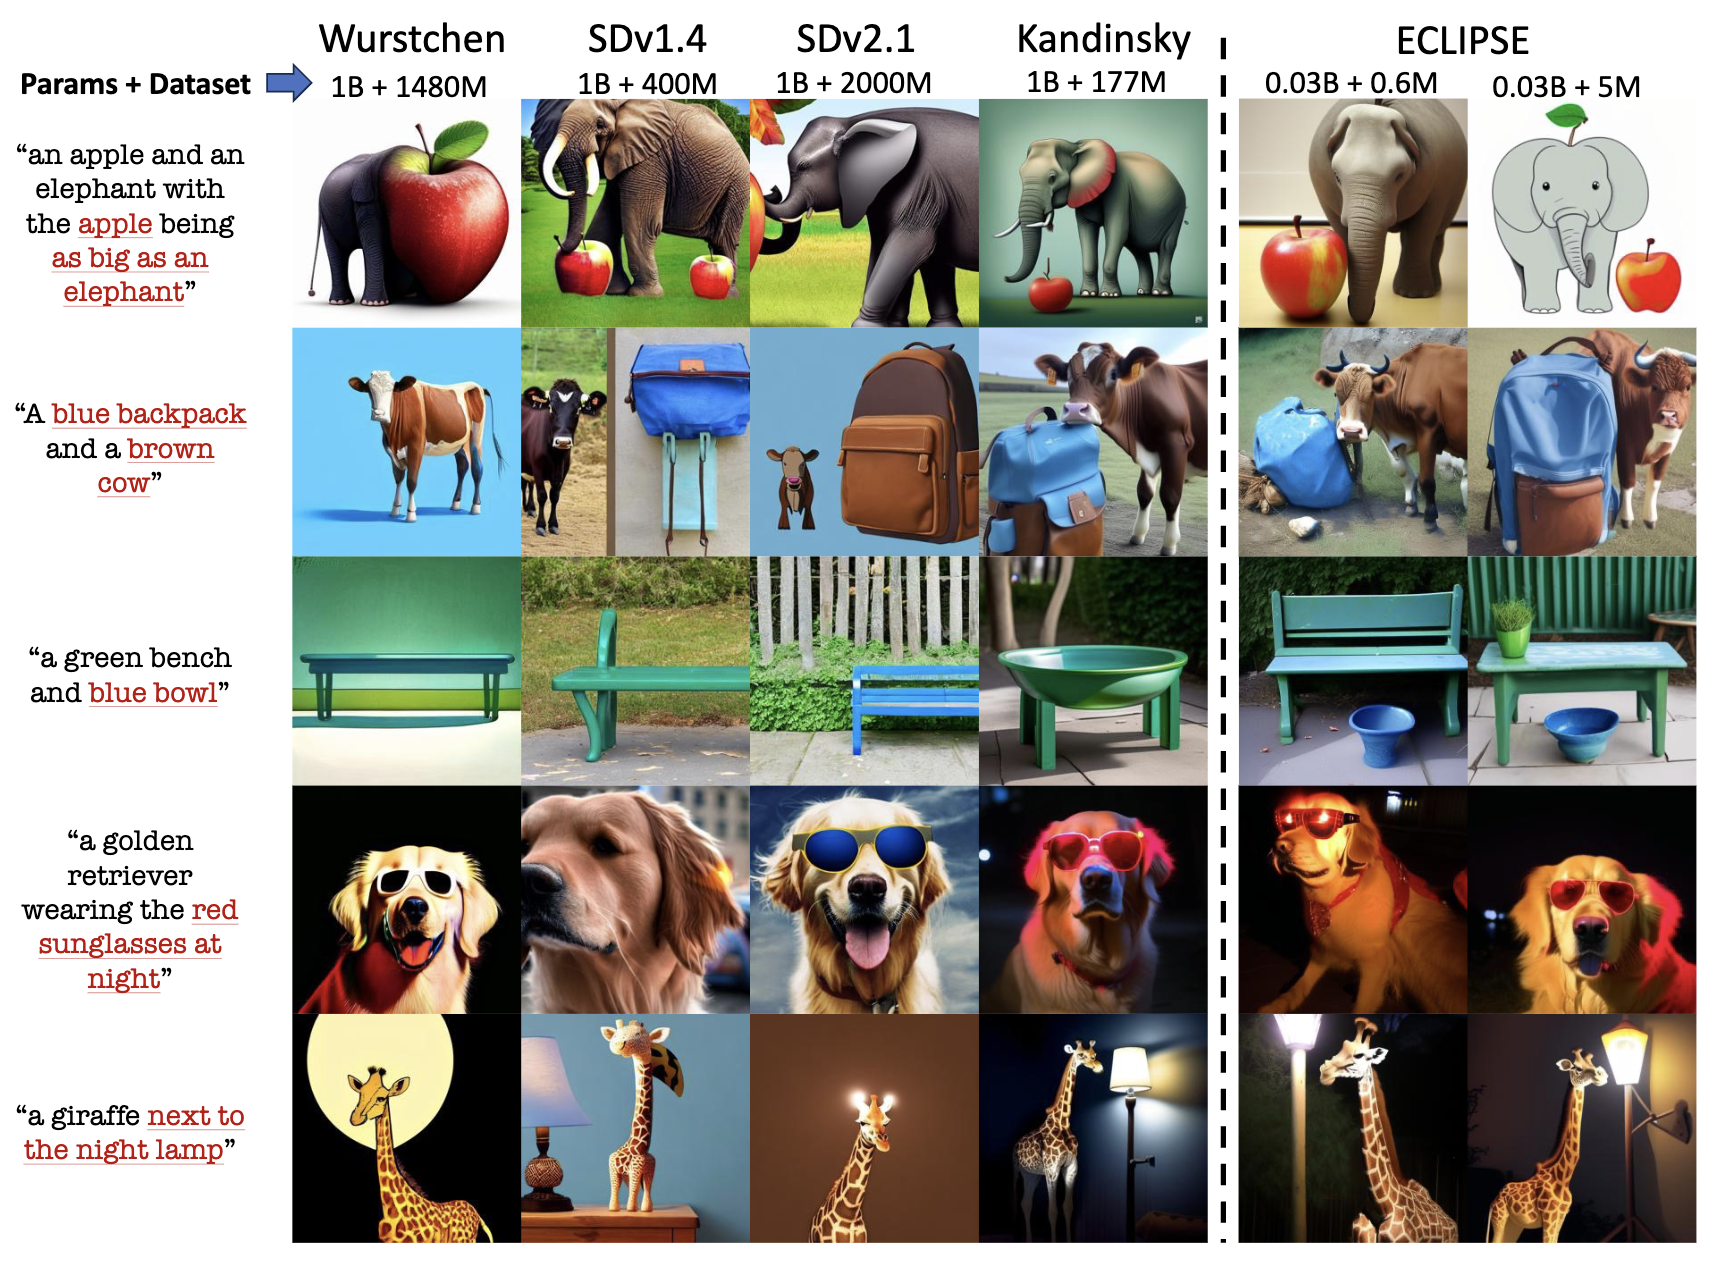 Wurstchen SDv1.4 SDv2.1 Kandinsky ECLIPSE
Params + Dataset 1B + 1480M 1B + 400M 1B + 2000M 1B + 177M 0.03B + 0.6M 0.03B + 5M
“an apple and an
elephant with
the apple being
as big as an
elephant”
“A blue backpack
and a brown
cow”
“a green bench
and blue bowl”
“a golden
retriever
wearing the red
sunglasses at
night”
“a giraffe next to
the night lamp”